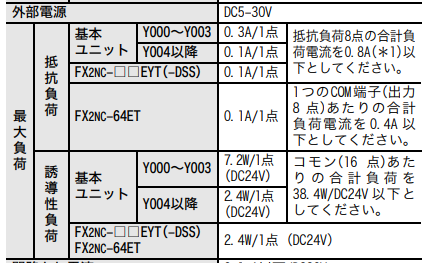 外部電源 DC5-30V
最大負荷
抵抗負荷
基本ユニット
Y000～Y003 0.3A/1点
Y004以降 0.1A/1点
FX2NC-□□EYT(-DSS) 0.1A/1点
抵抗負荷8点の合計負
荷電流を0.8A(*1)以
下としてください。
FX2NC-64ET 0.1A/1点
1つのCOM端子(出力
8点)あたりの合計
負荷電流を0.4A以
下としてください。
誘導性負荷
基本
ユニット
Y000～Y003
7.2W/1点
(DC24V)
Y004以降
2.4W/1点
(DC24V)
コモン(16 点)あた
りの合計負荷を
38.4W/DC24V以下と
してください。
FX2NC-□□EYT(-DSS)
FX2NC-64ET
2.4W/1点 (DC24V)